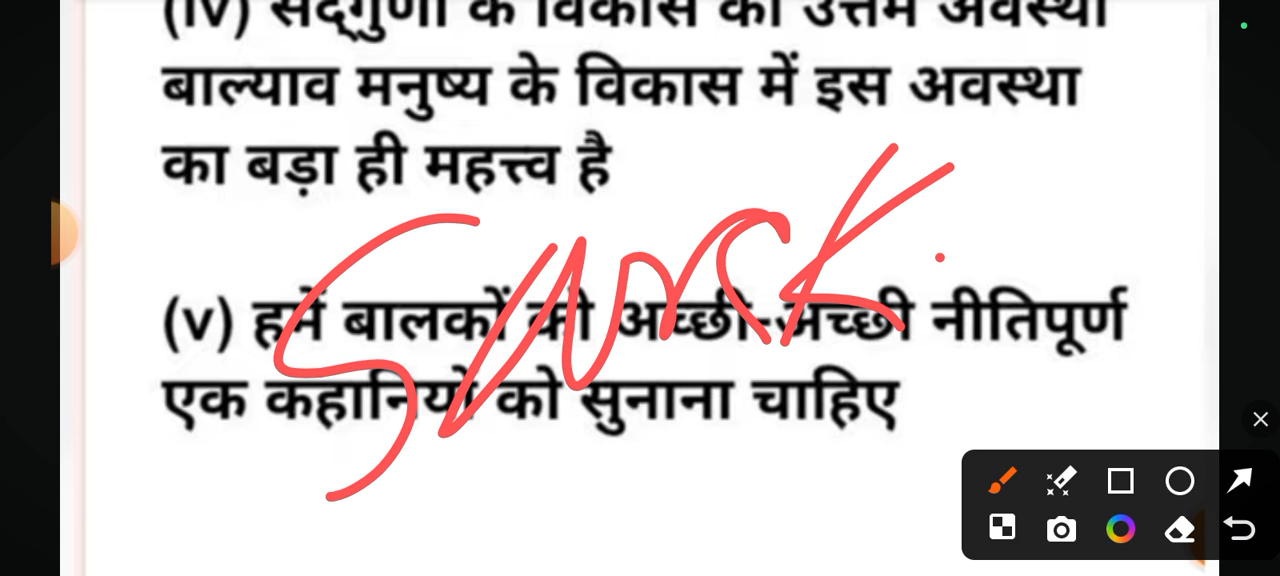 (iv) सद्गुणों के विकास की उत्तम अवस्था
बाल्याव मनुष्य के विकास में इस अवस्था
का बड़ा ही महत्त्व है
(v) हमें बालकों को अच्छी-अच्छी नीतिपूर्ण
एक कहानियों को सुनाना चाहिए